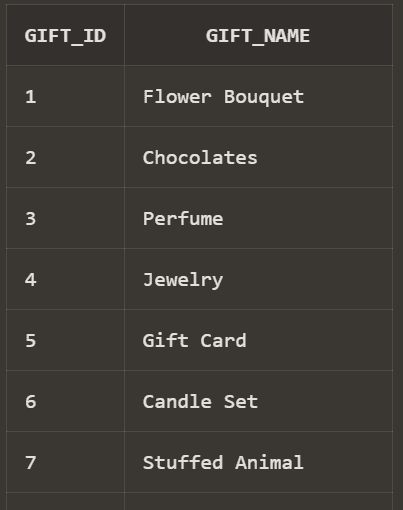 GIFT_ID GIFT_NAME
1 Flower Bouquet
2 Chocolates
3 Perfume
4 Jewelry
5 Gift Card
6 Candle Set
7 Stuffed Animal